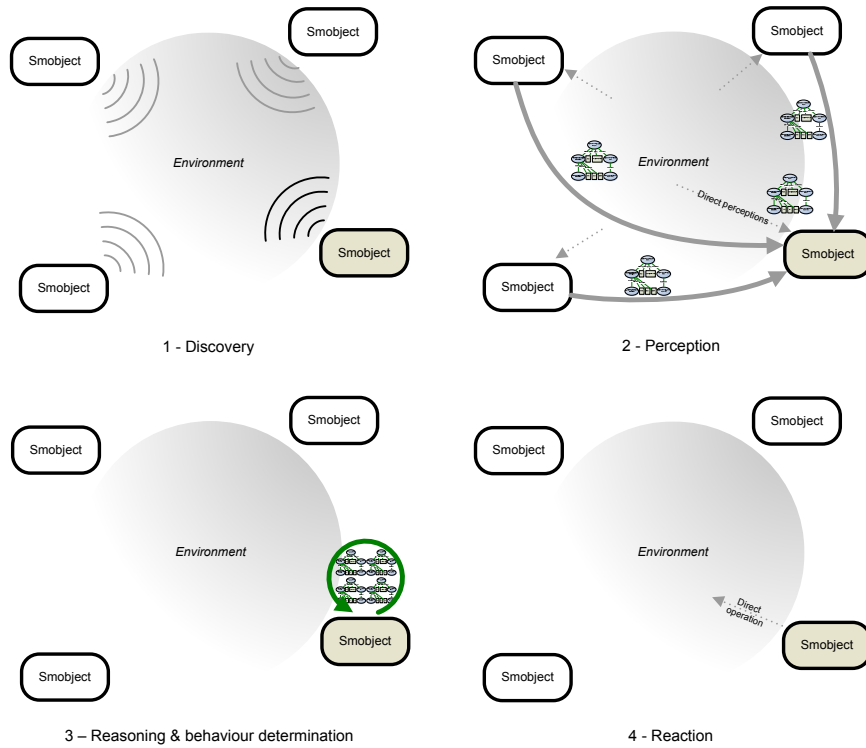 Smobject
Smobject
Environment
Smobject
Smobject
1 - Discovery
Smobject
Smobject
Environment
Direct perceptions
Smobject
Smobject
2 - Perception
Smobject
Smobject
Environment
Smobject
Smobject
3 – Reasoning & behaviour determination
Smobject
Smobject
Environment
Direct
operation
Smobject
Smobject
4 - Reaction